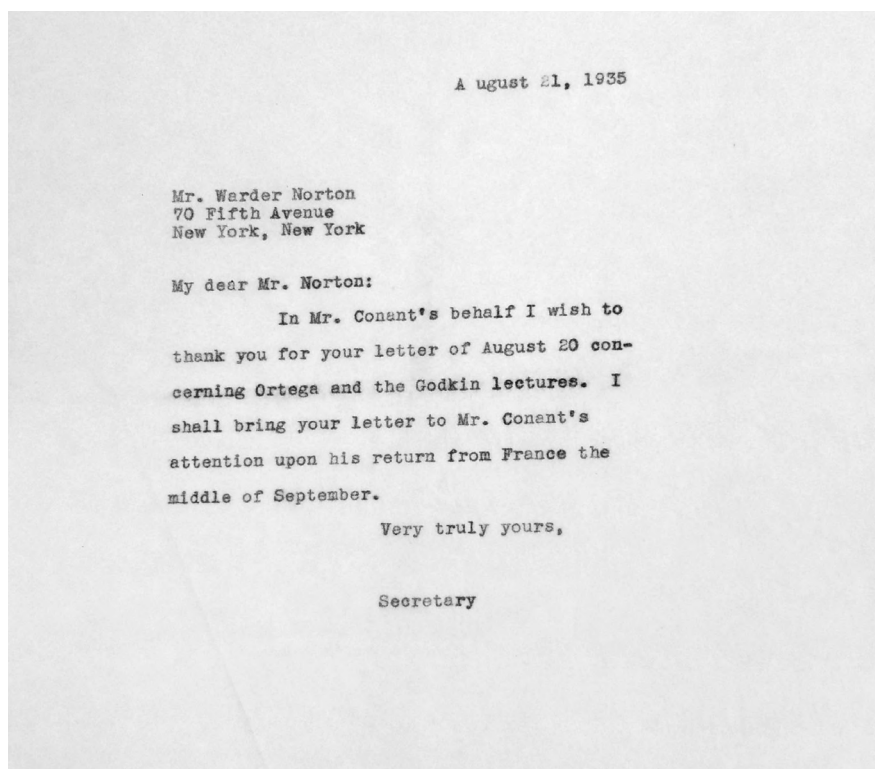 A ugust 21, 1935
Mr. Warder Norton
70 Fifth Avenue
New York, New York
My dear Mr. Norton:
In Mr. Conant's behalf I wish to
thank you for your letter of August 20 con-
cerning Ortega and the Godkin lectures. I
shall bring your letter to Mr. Conant's
attention upon his return from France the
middle of September.
Very truly yours,
Secretary